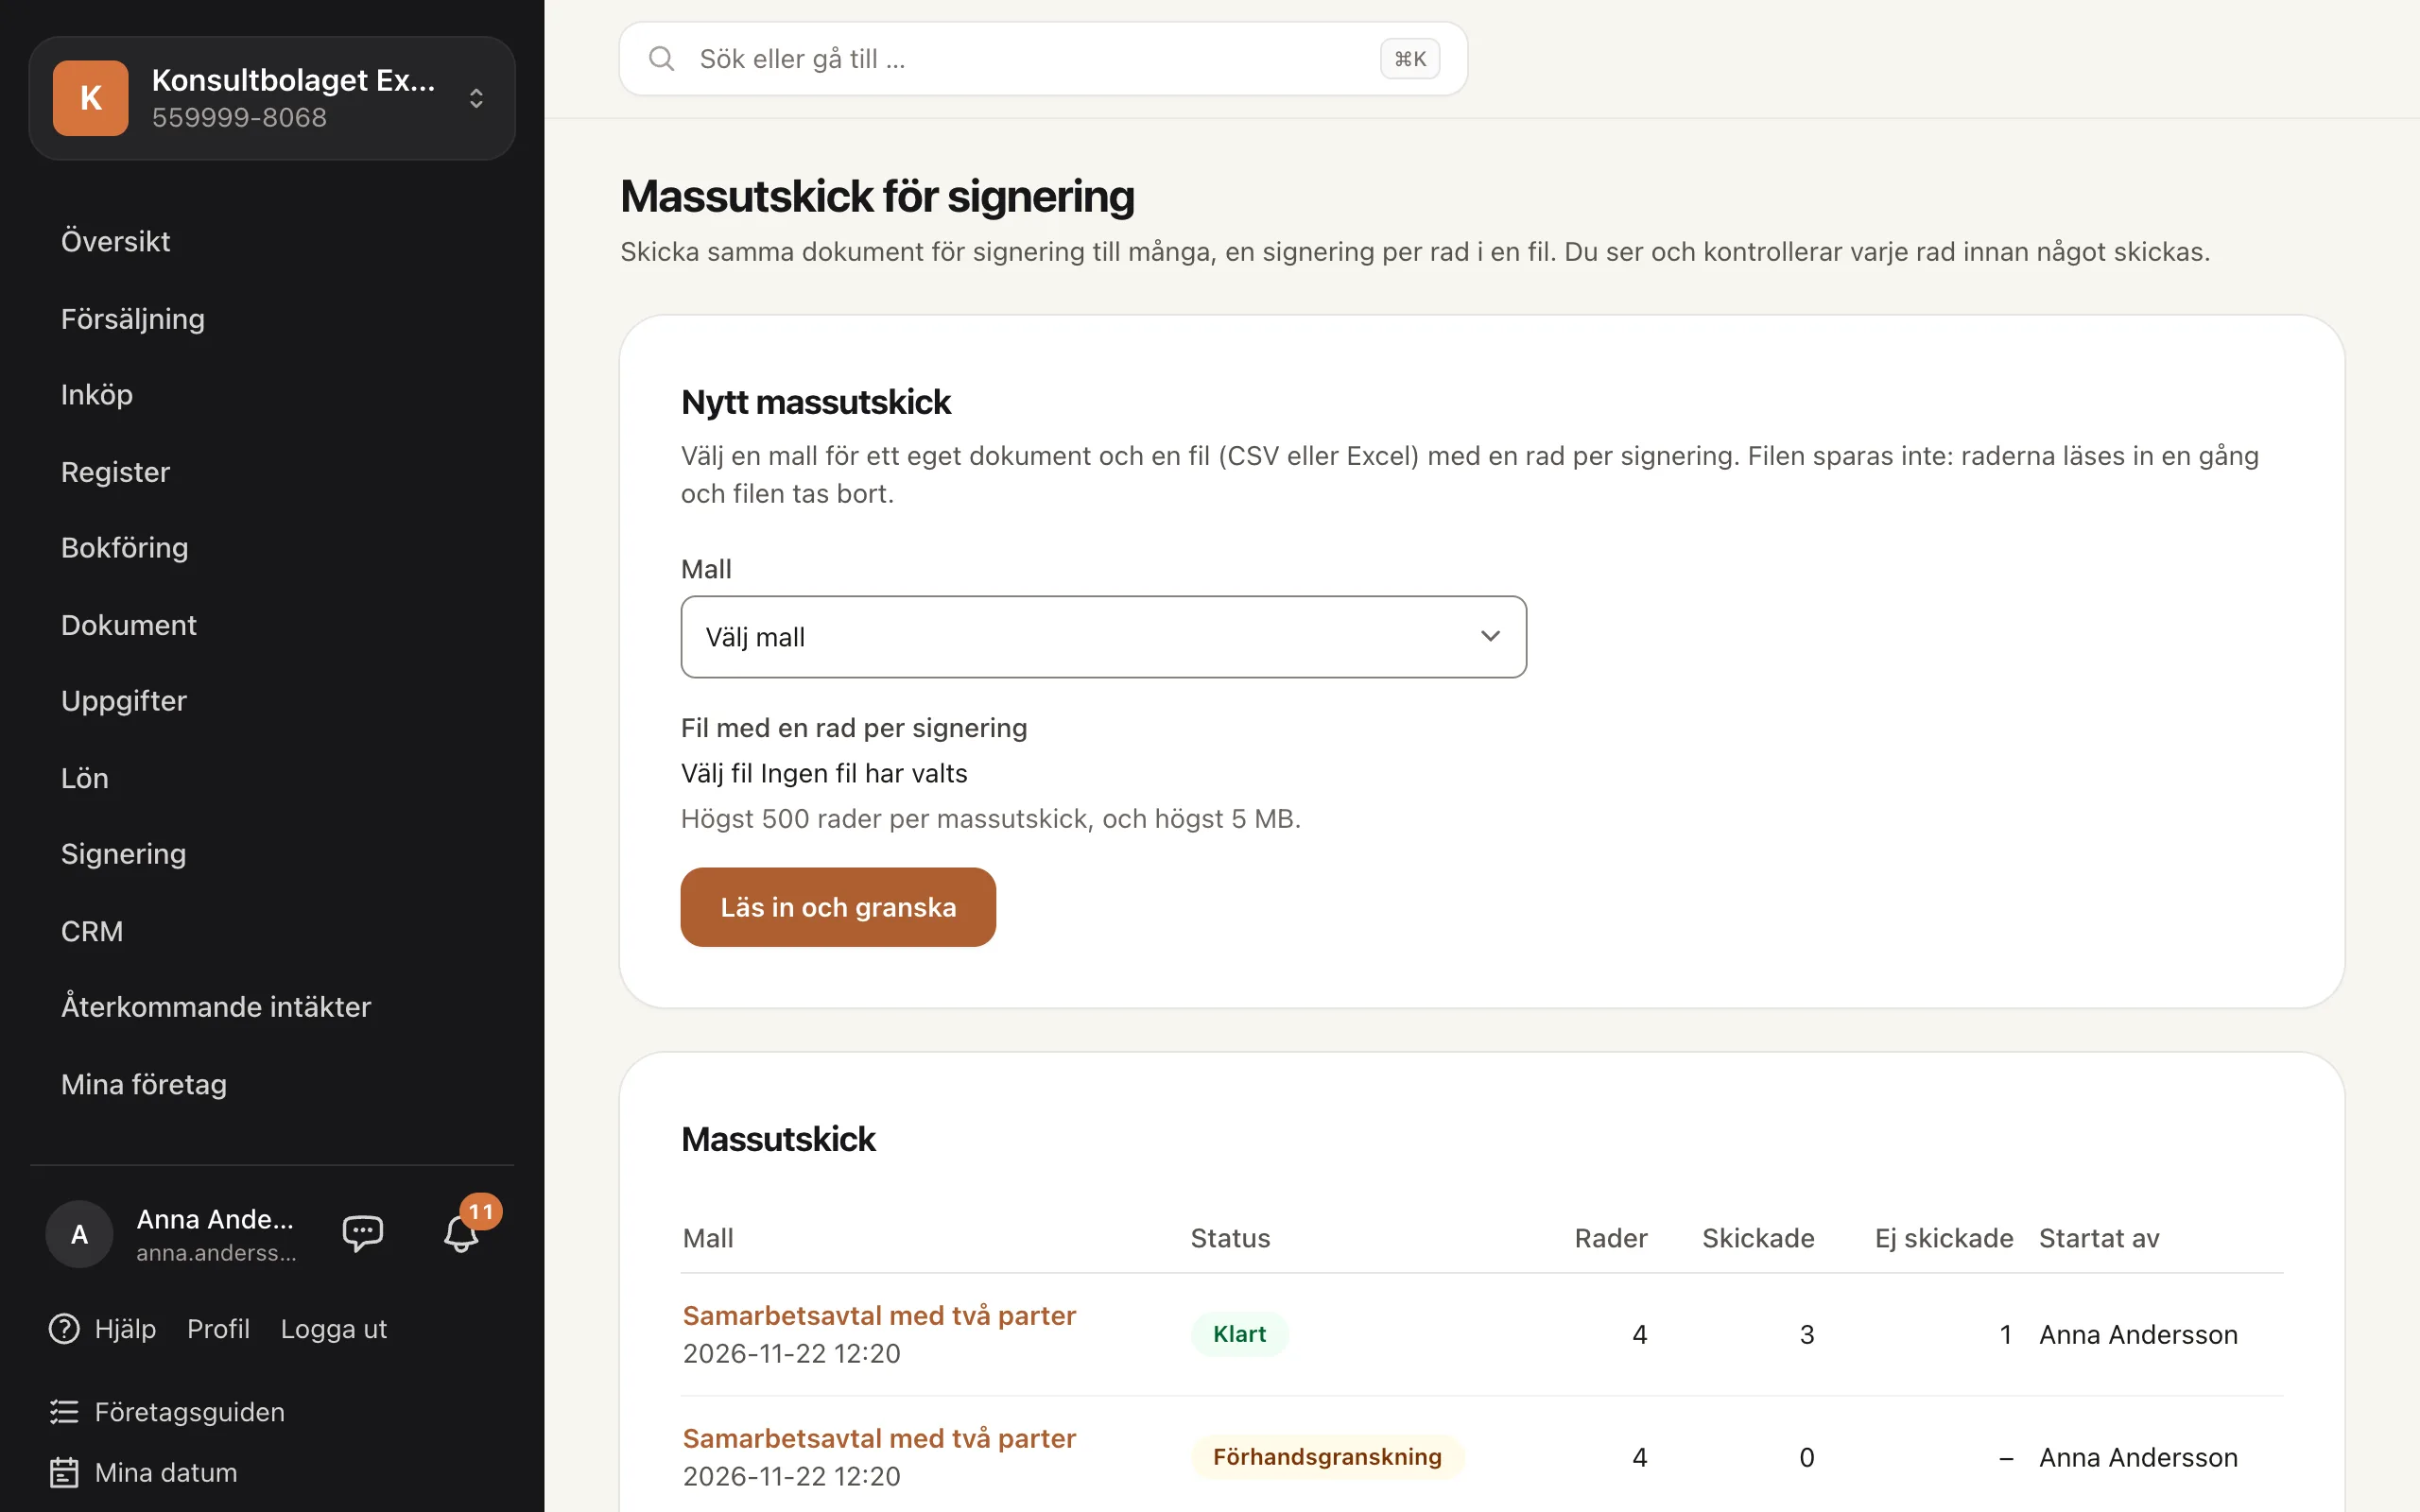 K
Konsultbolaget Ex...
559999-8068
Översikt
Försäljning
Inköp
Register
Bokföring
Dokument
Uppgifter
Lön
Signering
CRM
Återkommande intäkter
Mina företag
A
Anna Ande...
anna.anderss...
11
Hjälp
Profil
Logga ut
Företagsguiden
Mina datum
Sök eller gå till ...
⌘K
Massutskick för signering
Skicka samma dokument för signering till många, en signering per rad i en fil. Du ser och kontrollerar varje rad innan något skickas.
Nytt massutskick
Välj en mall för ett eget dokument och en fil (CSV eller Excel) med en rad per signering. Filen sparas inte: raderna läses in en gång
och filen tas bort.
Mall
Välj mall
Fil med en rad per signering
Välj fil Ingen fil har valts
Högst 500 rader per massutskick, och högst 5 MB.
Läs in och granska
Massutskick
Mall Status Rader Skickade Ej skickade Startat av
Samarbetsavtal med två parter
2026-11-22 12:20
Klart 4 3 1 Anna Andersson
Samarbetsavtal med två parter
2026-11-22 12:20
Förhandsgranskning 4 0 – Anna Andersson